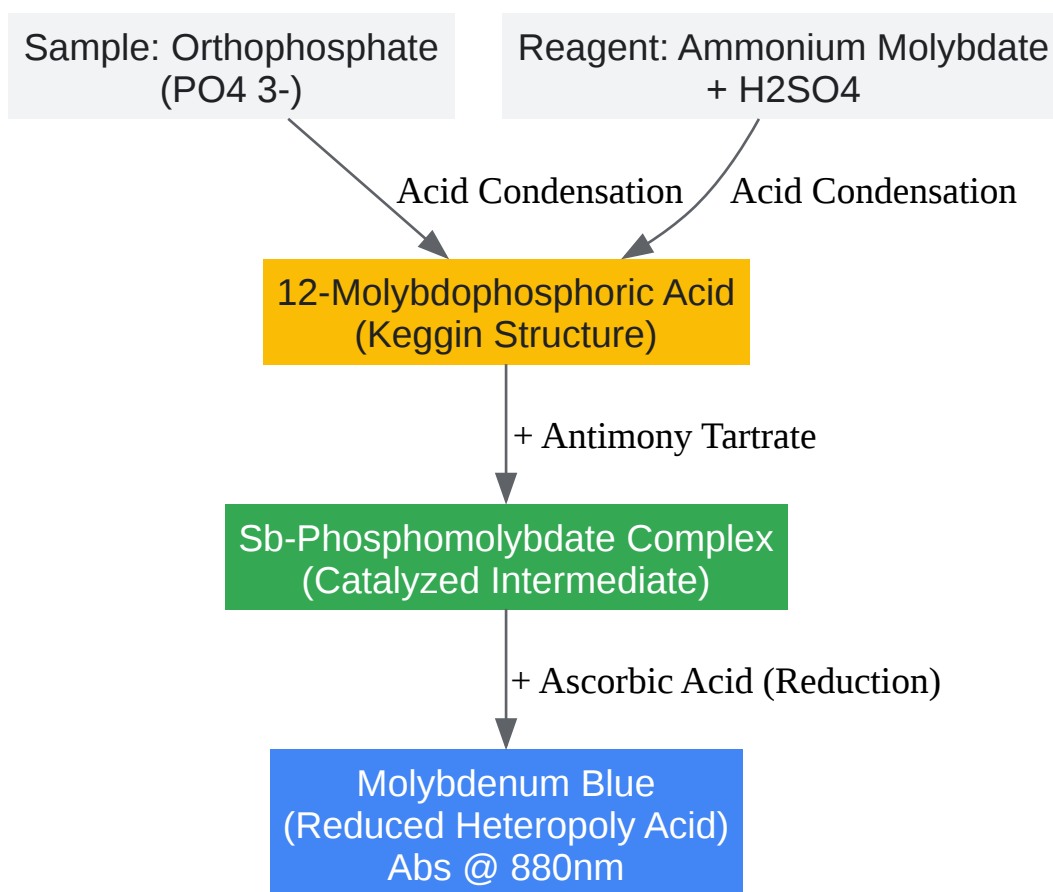 Sample: Orthophosphate
(PO4 3-)
Reagent: Ammonium Molybdate
+ H2SO4
Acid Condensation
Acid Condensation
12-Molybdophosphoric Acid
(Keggin Structure)
+ Antimony Tartrate
Sb-Phosphomolybdate Complex
(Catalyzed Intermediate)
+ Ascorbic Acid (Reduction)
Molybdenum Blue
(Reduced Heteropoly Acid)
Abs @ 880nm